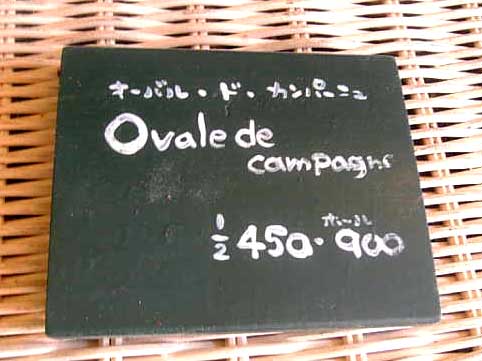 オーバル・ド・カンパーニュ
Ovale de
campagne
ホール
1/2 450・900